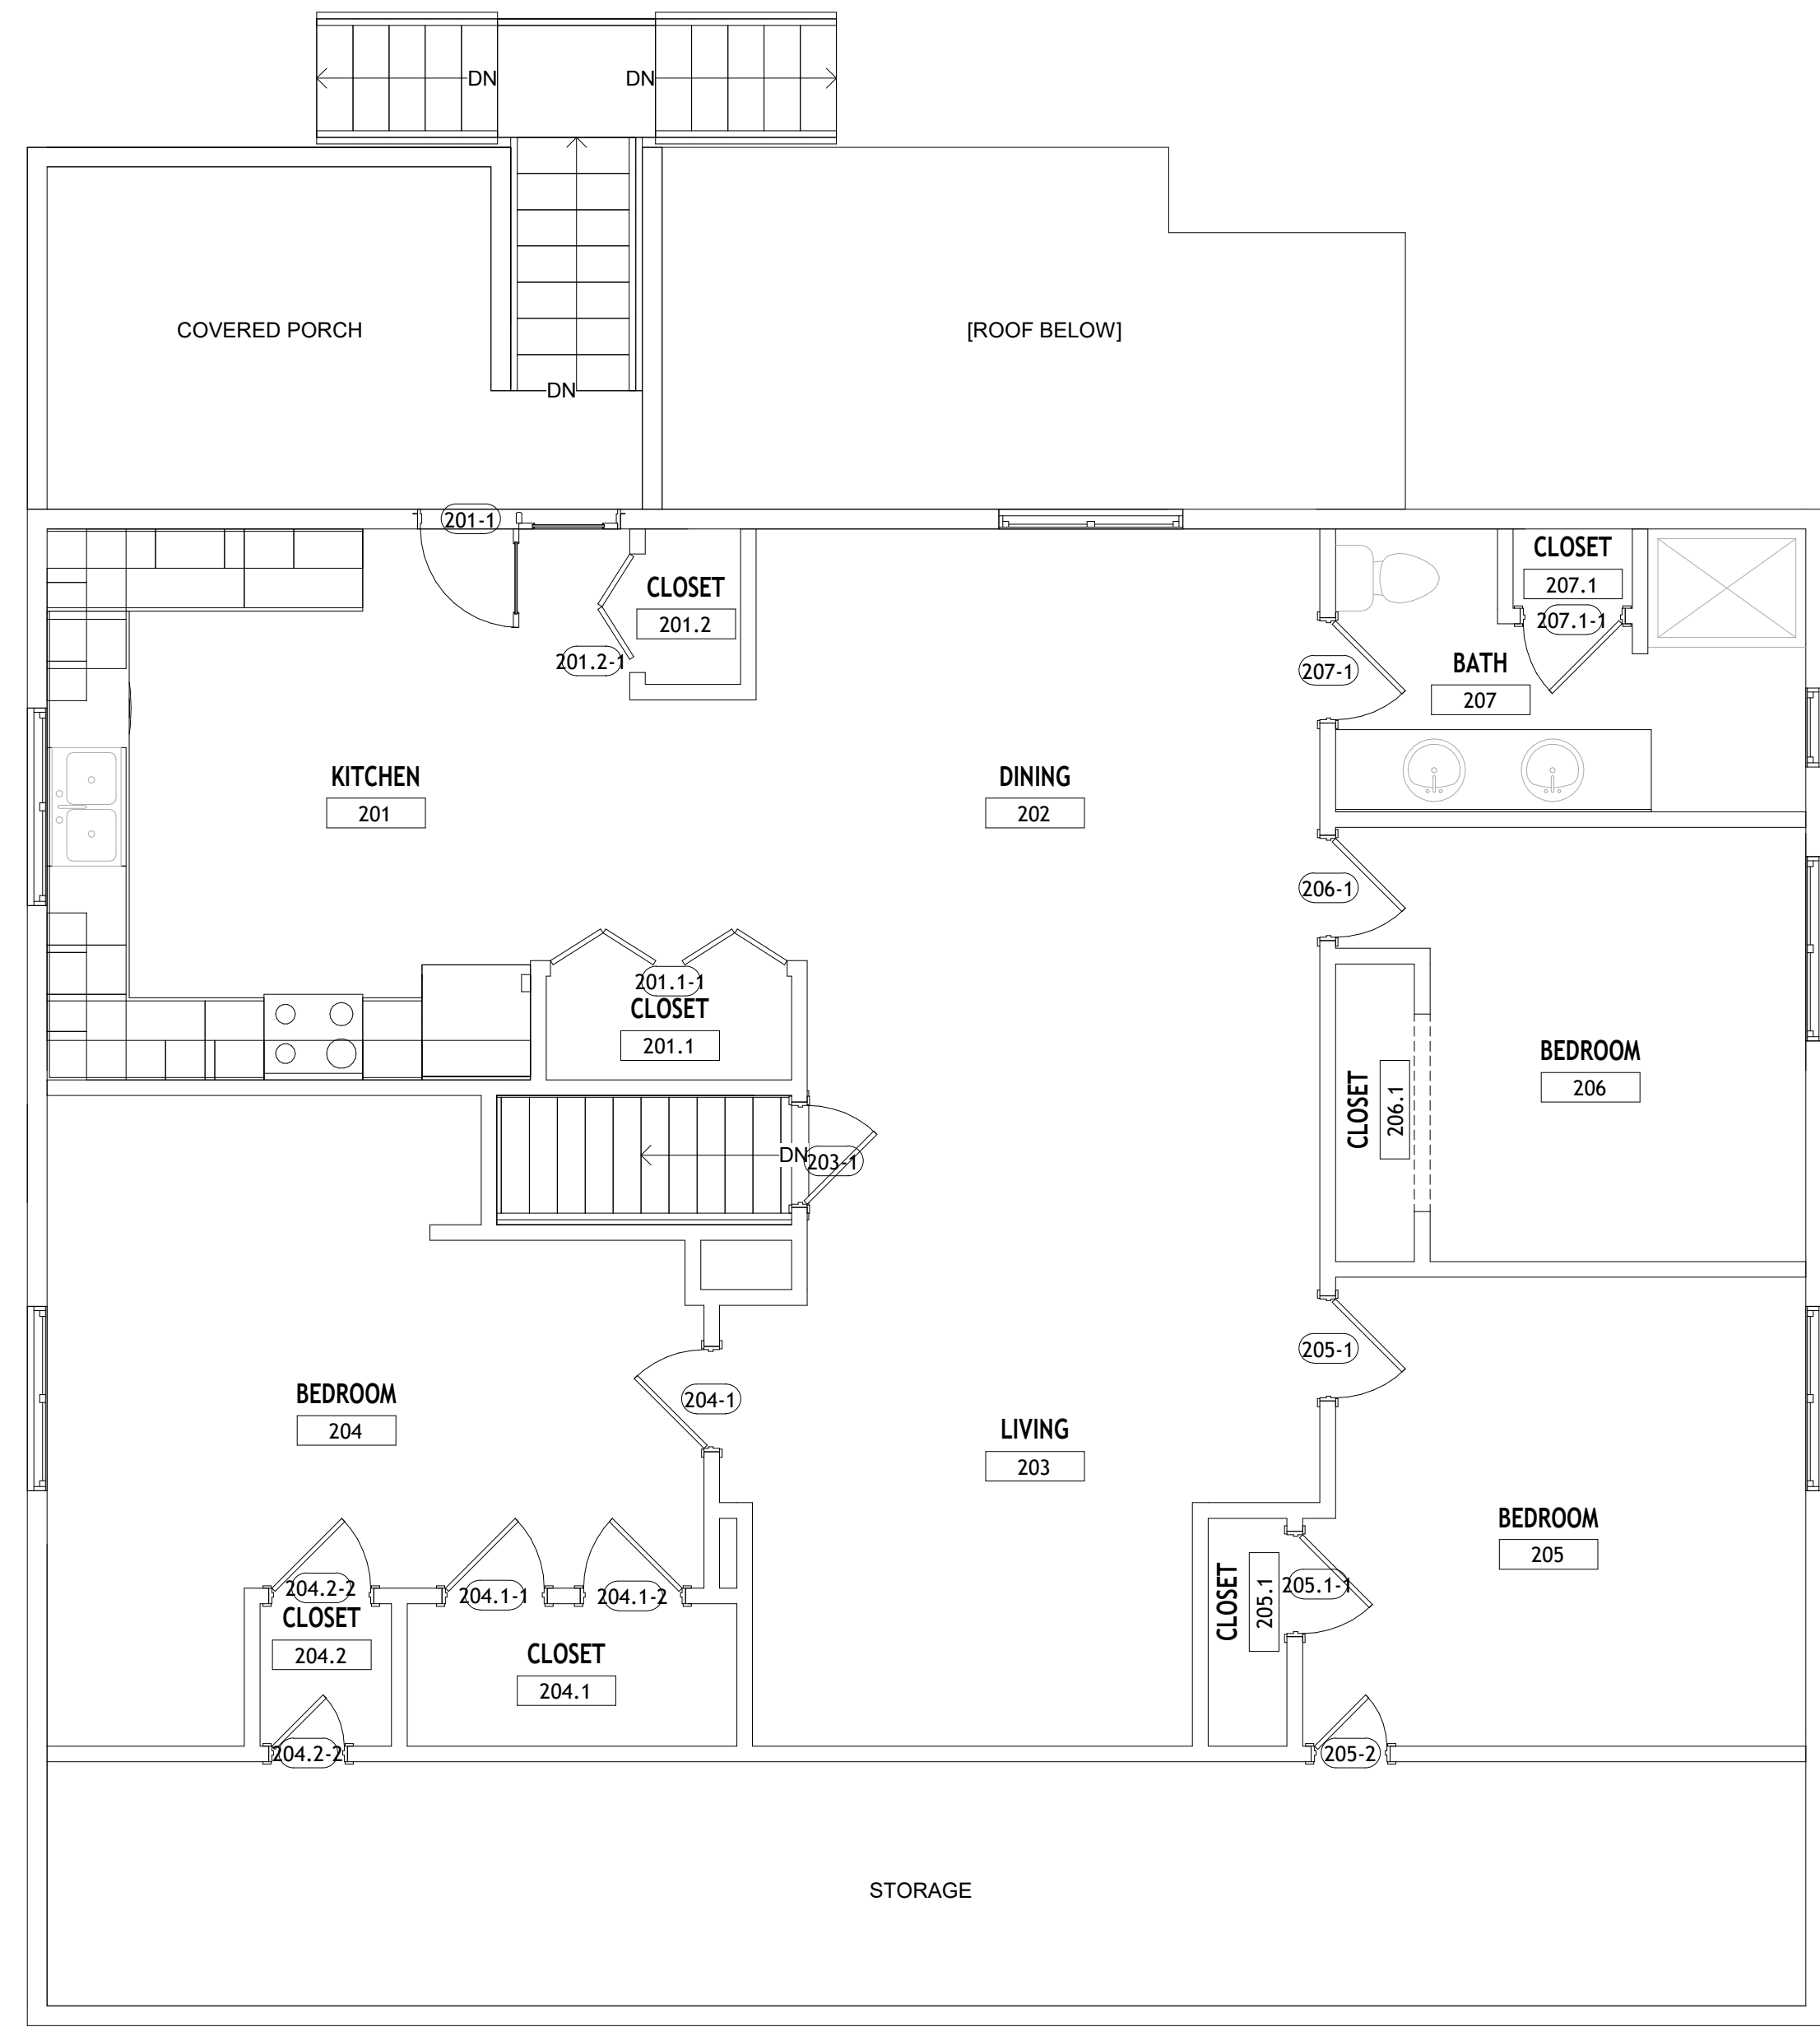 DN
DN
COVERED PORCH
[ROOF BELOW]
DN
201-1
CLOSET
201.2
201.2-1
CLOSET
207.1
207.1-1
207-1
BATH
207
KITCHEN
201
DINING
202
206-1
201.1-1
CLOSET
201.1
BEDROOM
206
CLOSET
206.1
DN
203-1
205-1
BEDROOM
204
204-1
LIVING
203
BEDROOM
205
204.2-2
CLOSET
204.2
204.1-1
204.1-2
CLOSET
204.1
CLOSET
205.1
205.1-1
204.2-2
205-2
STORAGE